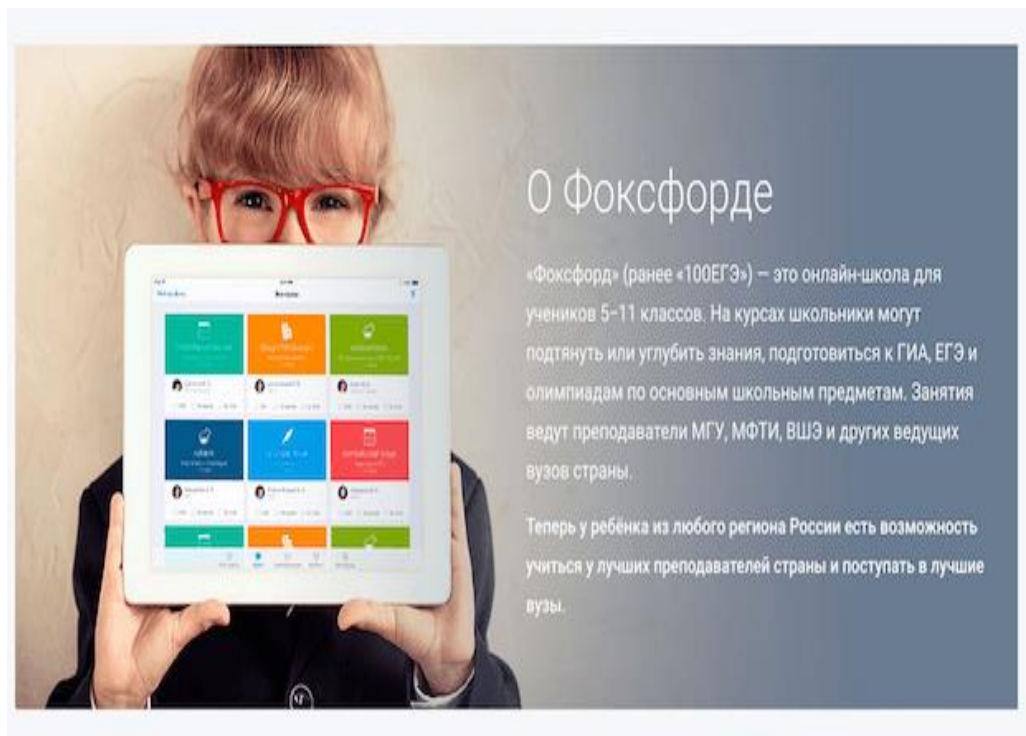 О Фоксфорде
«Фоксфорд» (ранее «100ЕГЭ») — это онлайн-школа для
учеников 5–11 классов. На курсах школьники могут
подтянуть или углубить знания, подготовиться к ГИА, ЕГЭ и
олимпиадам по основным школьным предметам. Занятия
ведут преподаватели МГУ, МФТИ, ВШЭ и других ведущих
вузов страны.
Теперь у ребёнка из любого региона России есть возможность
учиться у лучших преподавателей страны и поступать в лучшие
вузы.